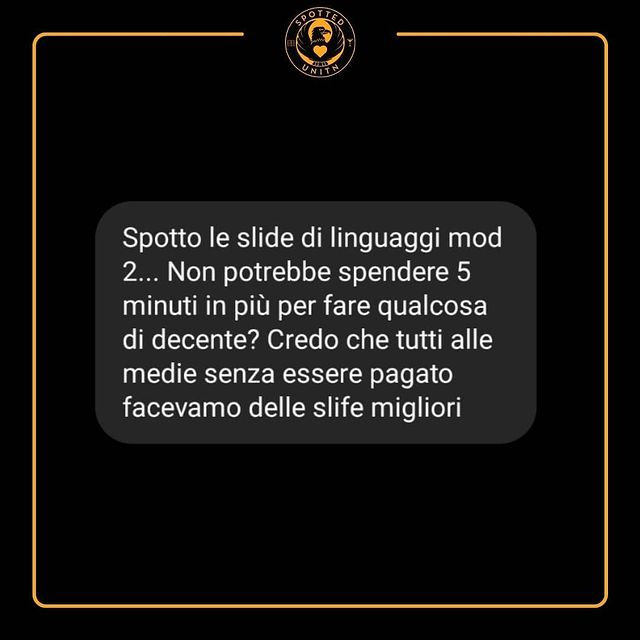 SPOTTED
UNITN
Spotto le slide di linguaggi mod
2... Non potrebbe spendere 5
minuti in più per fare qualcosa
di decente? Credo che tutti alle
medie senza essere pagato
facevamo delle slife migliori